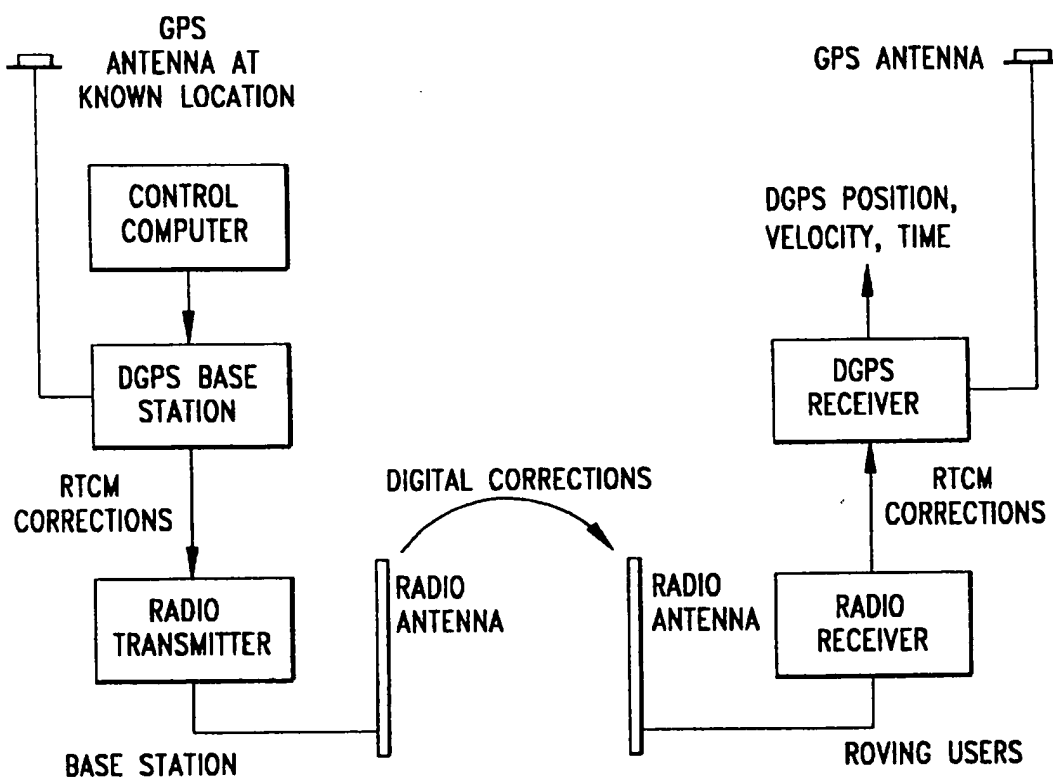 GPS
ANTENNA AT
KNOWN LOCATION
CONTROL
COMPUTER
DGPS BASE
STATION
RTCM
CORRECTIONS
RADIO
TRANSMITTER
BASE STATION
DIGITAL CORRECTIONS
RADIO
ANTENNA
RADIO
ANTENNA
GPS ANTENNA
DGPS POSITION,
VELOCITY, TIME
DGPS
RECEIVER
RTCM
CORRECTIONS
RADIO
RECEIVER
ROVING USERS